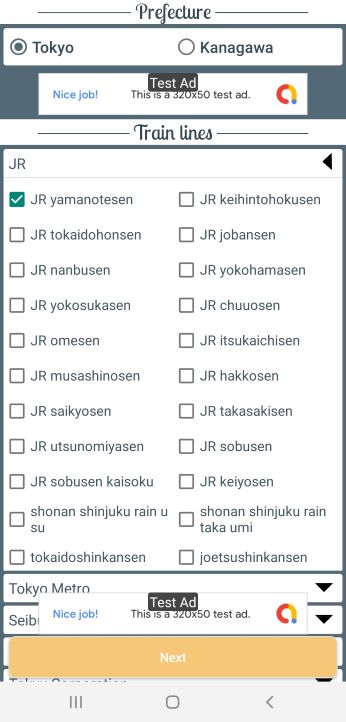 Prefecture
Tokyo
Kanagawa
Test Ad
Nice job!
This is a 320x50 test ad.
Train lines
JR
JR yamanotesen
JR keihintohokusen
JR tokaidohonsen
JR jobansen
JR nanbusen
JR yokohamasen
JR yokosukasen
JR chuuosen
JR omesen
JR itsukaichisen
JR musashinosen
JR hakkosen
JR saikyosen
JR takasakisen
JR utsunomiyasen
JR sobusen
JR sobusen kaisoku
JR keiyosen
shonan shinjuku rain u
su
shonan shinjuku rain
taka umi
tokaidoshinkansen
joetsushinkansen
Tokyo Metro
Test Ad
Nice job!
This is a 320x50 test ad.
Next